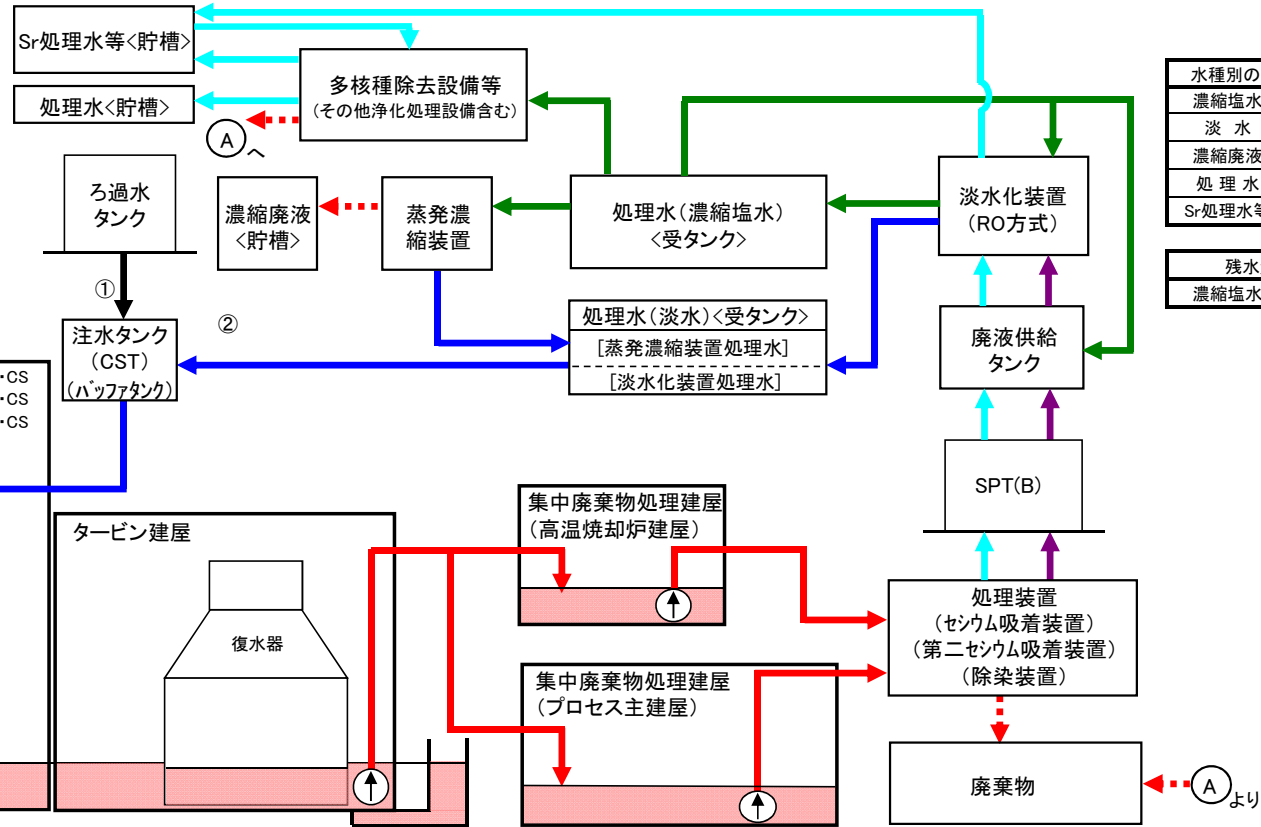 Sr処理水等<貯槽>
処理水<貯槽>
多核種除去設備等
(その他浄化処理設備含む)
A へ
ろ過水
タンク
濃縮廃液
<貯槽>
蒸発濃
縮装置
処理水(濃縮塩水)
<受タンク>
淡水化装置
(RO方式)
水種別の
濃縮塩水
淡 水
濃縮廃液
処 理 水
Sr処理水等
残水
濃縮塩水
①
②
注水タンク
(CST)
(バッファタンク)
処理水(淡水)<受タンク>
[蒸発濃縮装置処理水]
[淡水化装置処理水]
廃液供給
タンク
・CS
・CS
・CS
SPT(B)
タービン建屋
復水器
集中廃棄物処理建屋
(高温焼却炉建屋)
集中廃棄物処理建屋
(プロセス主建屋)
処理装置
(セシウム吸着装置)
(第二セシウム吸着装置)
(除染装置)
廃棄物
A より